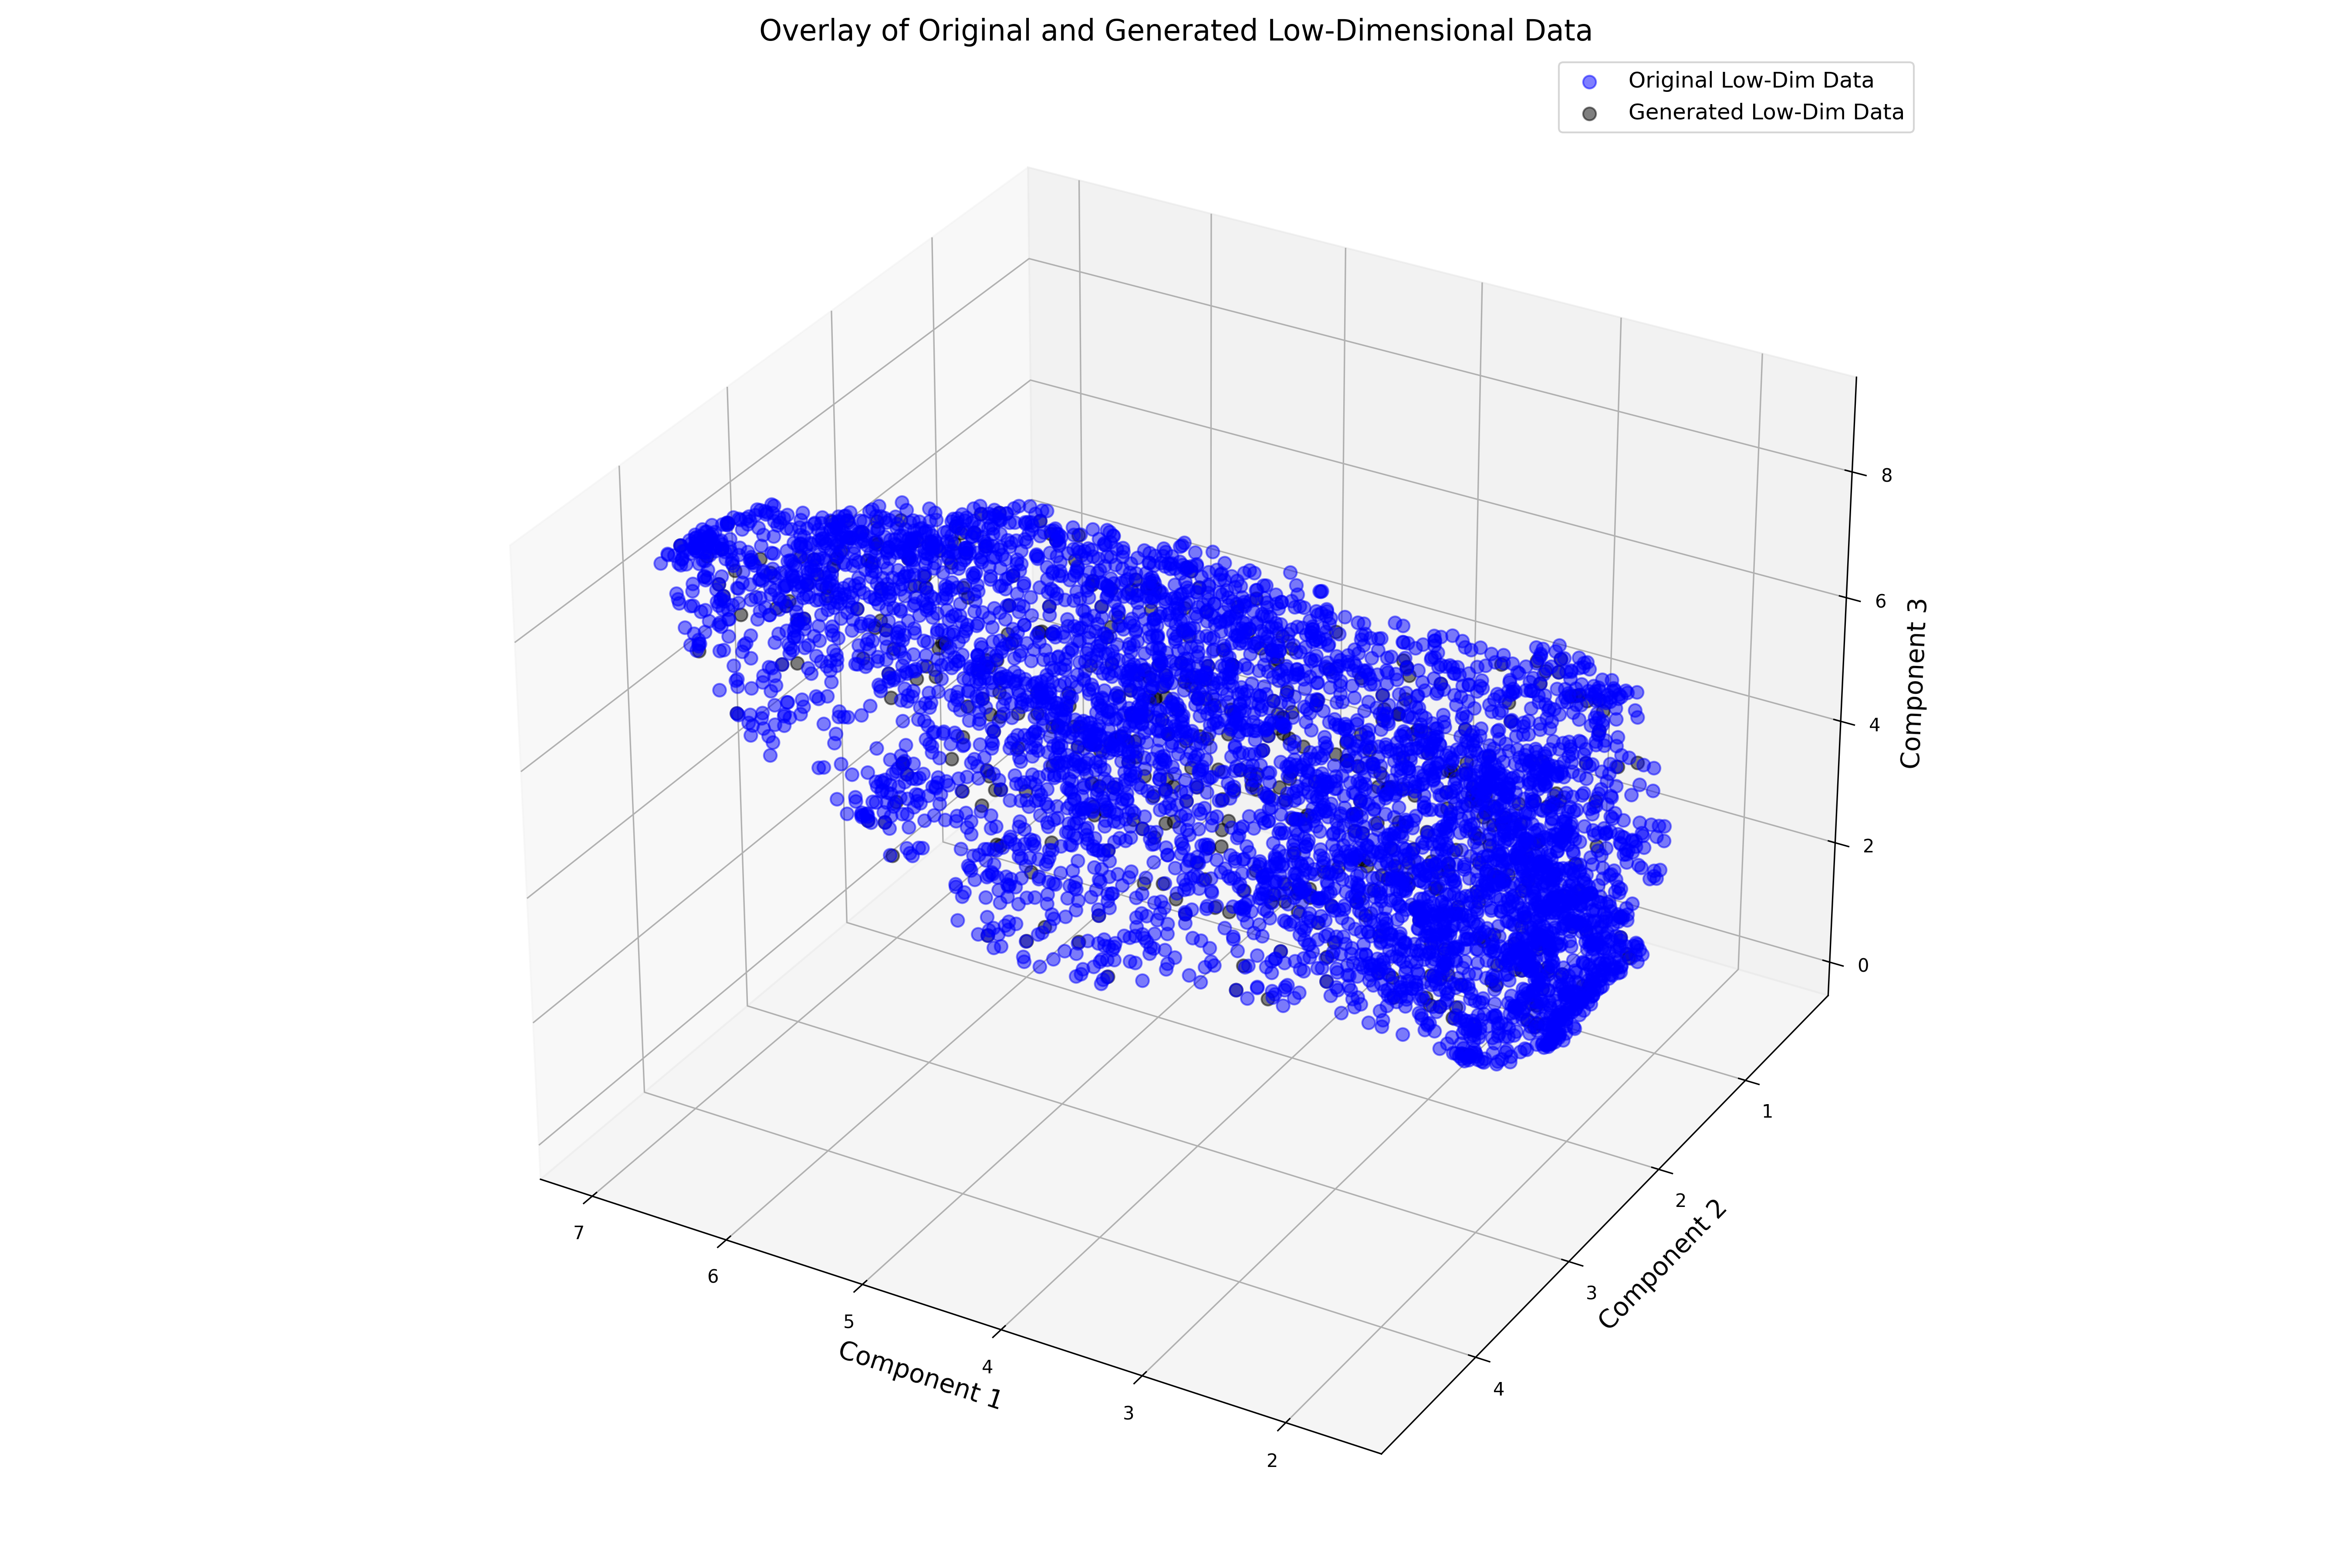 Overlay of Original and Generated Low-Dimensional Data
Original Low-Dim Data
Generated Low-Dim Data
8
6
4
2
0
Component 3
1
2
3
4
Component 2
7
6
5
4
3
2
Component 1